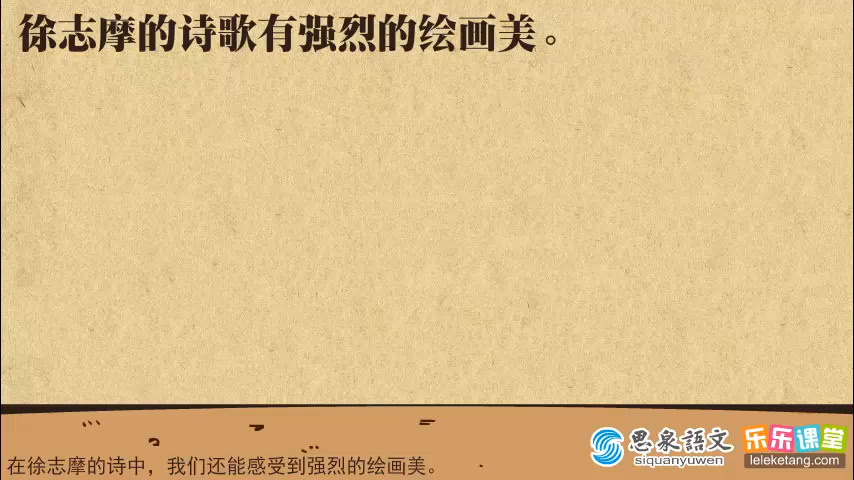 徐志摩的诗歌有强烈的绘画美。
思泉語文
siquanyuwen
乐乐课堂
leleketang.com
在徐志摩的诗中，我们还能感受到强烈的绘画美。